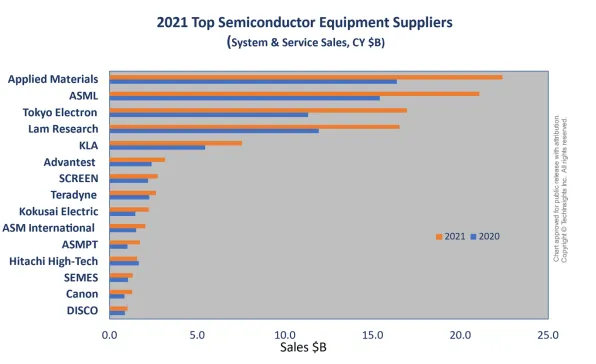 2021 Top Semiconductor Equipment Suppliers
(System & Service Sales, CY $B)
Applied Materials
ASML
Tokyo Electron
Lam Research
KLA
Advantest
SCREEN
Teradyne
Kokusai Electric
ASM International
ASMPT
Hitachi High-Tech
SEMES
Canon
DISCO
2021 2020
0.0 5.0 10.0 15.0 20.0 25.0
Sales $B
Chart approved for public release with attribution.
Copyright © TechInsights Inc. All rights reserved.